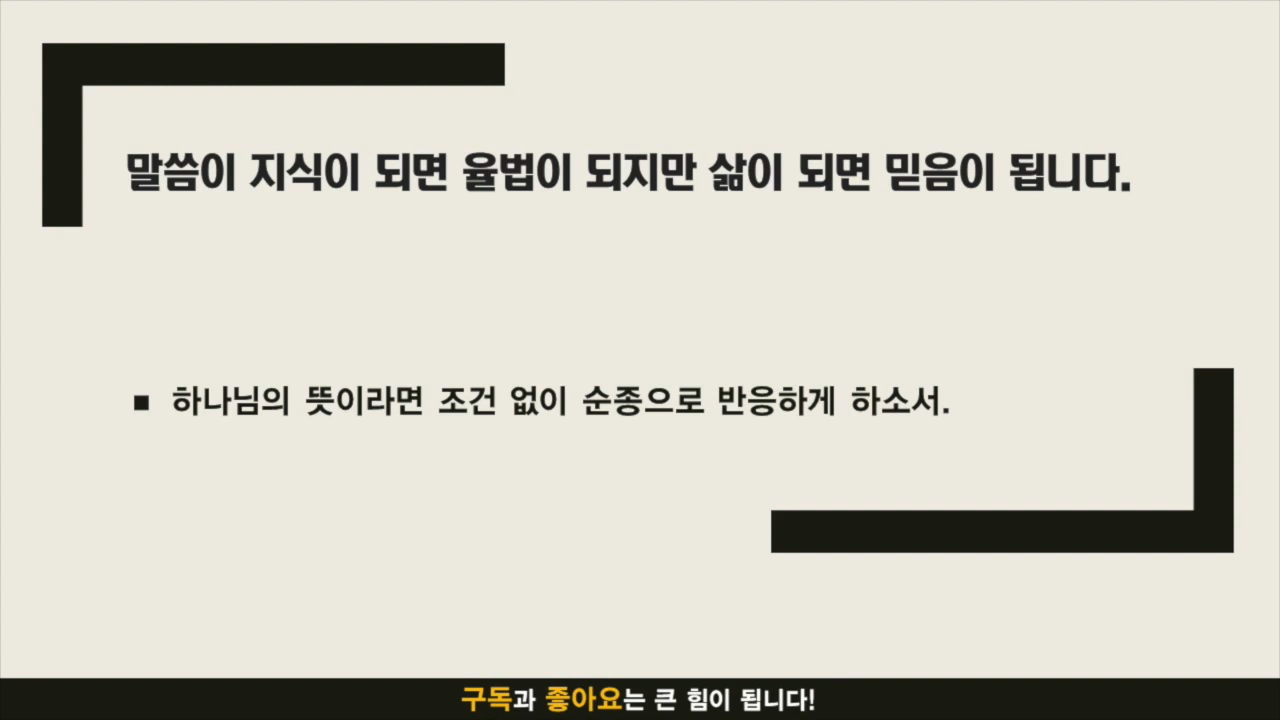 말씀이 지식이 되면 율법이 되지만 삶이 되면 믿음이 됩니다.
▪ 하나님의 뜻이라면 조건 없이 순종으로 반응하게 하소서.
구독과 좋아요는 큰 힘이 됩니다!